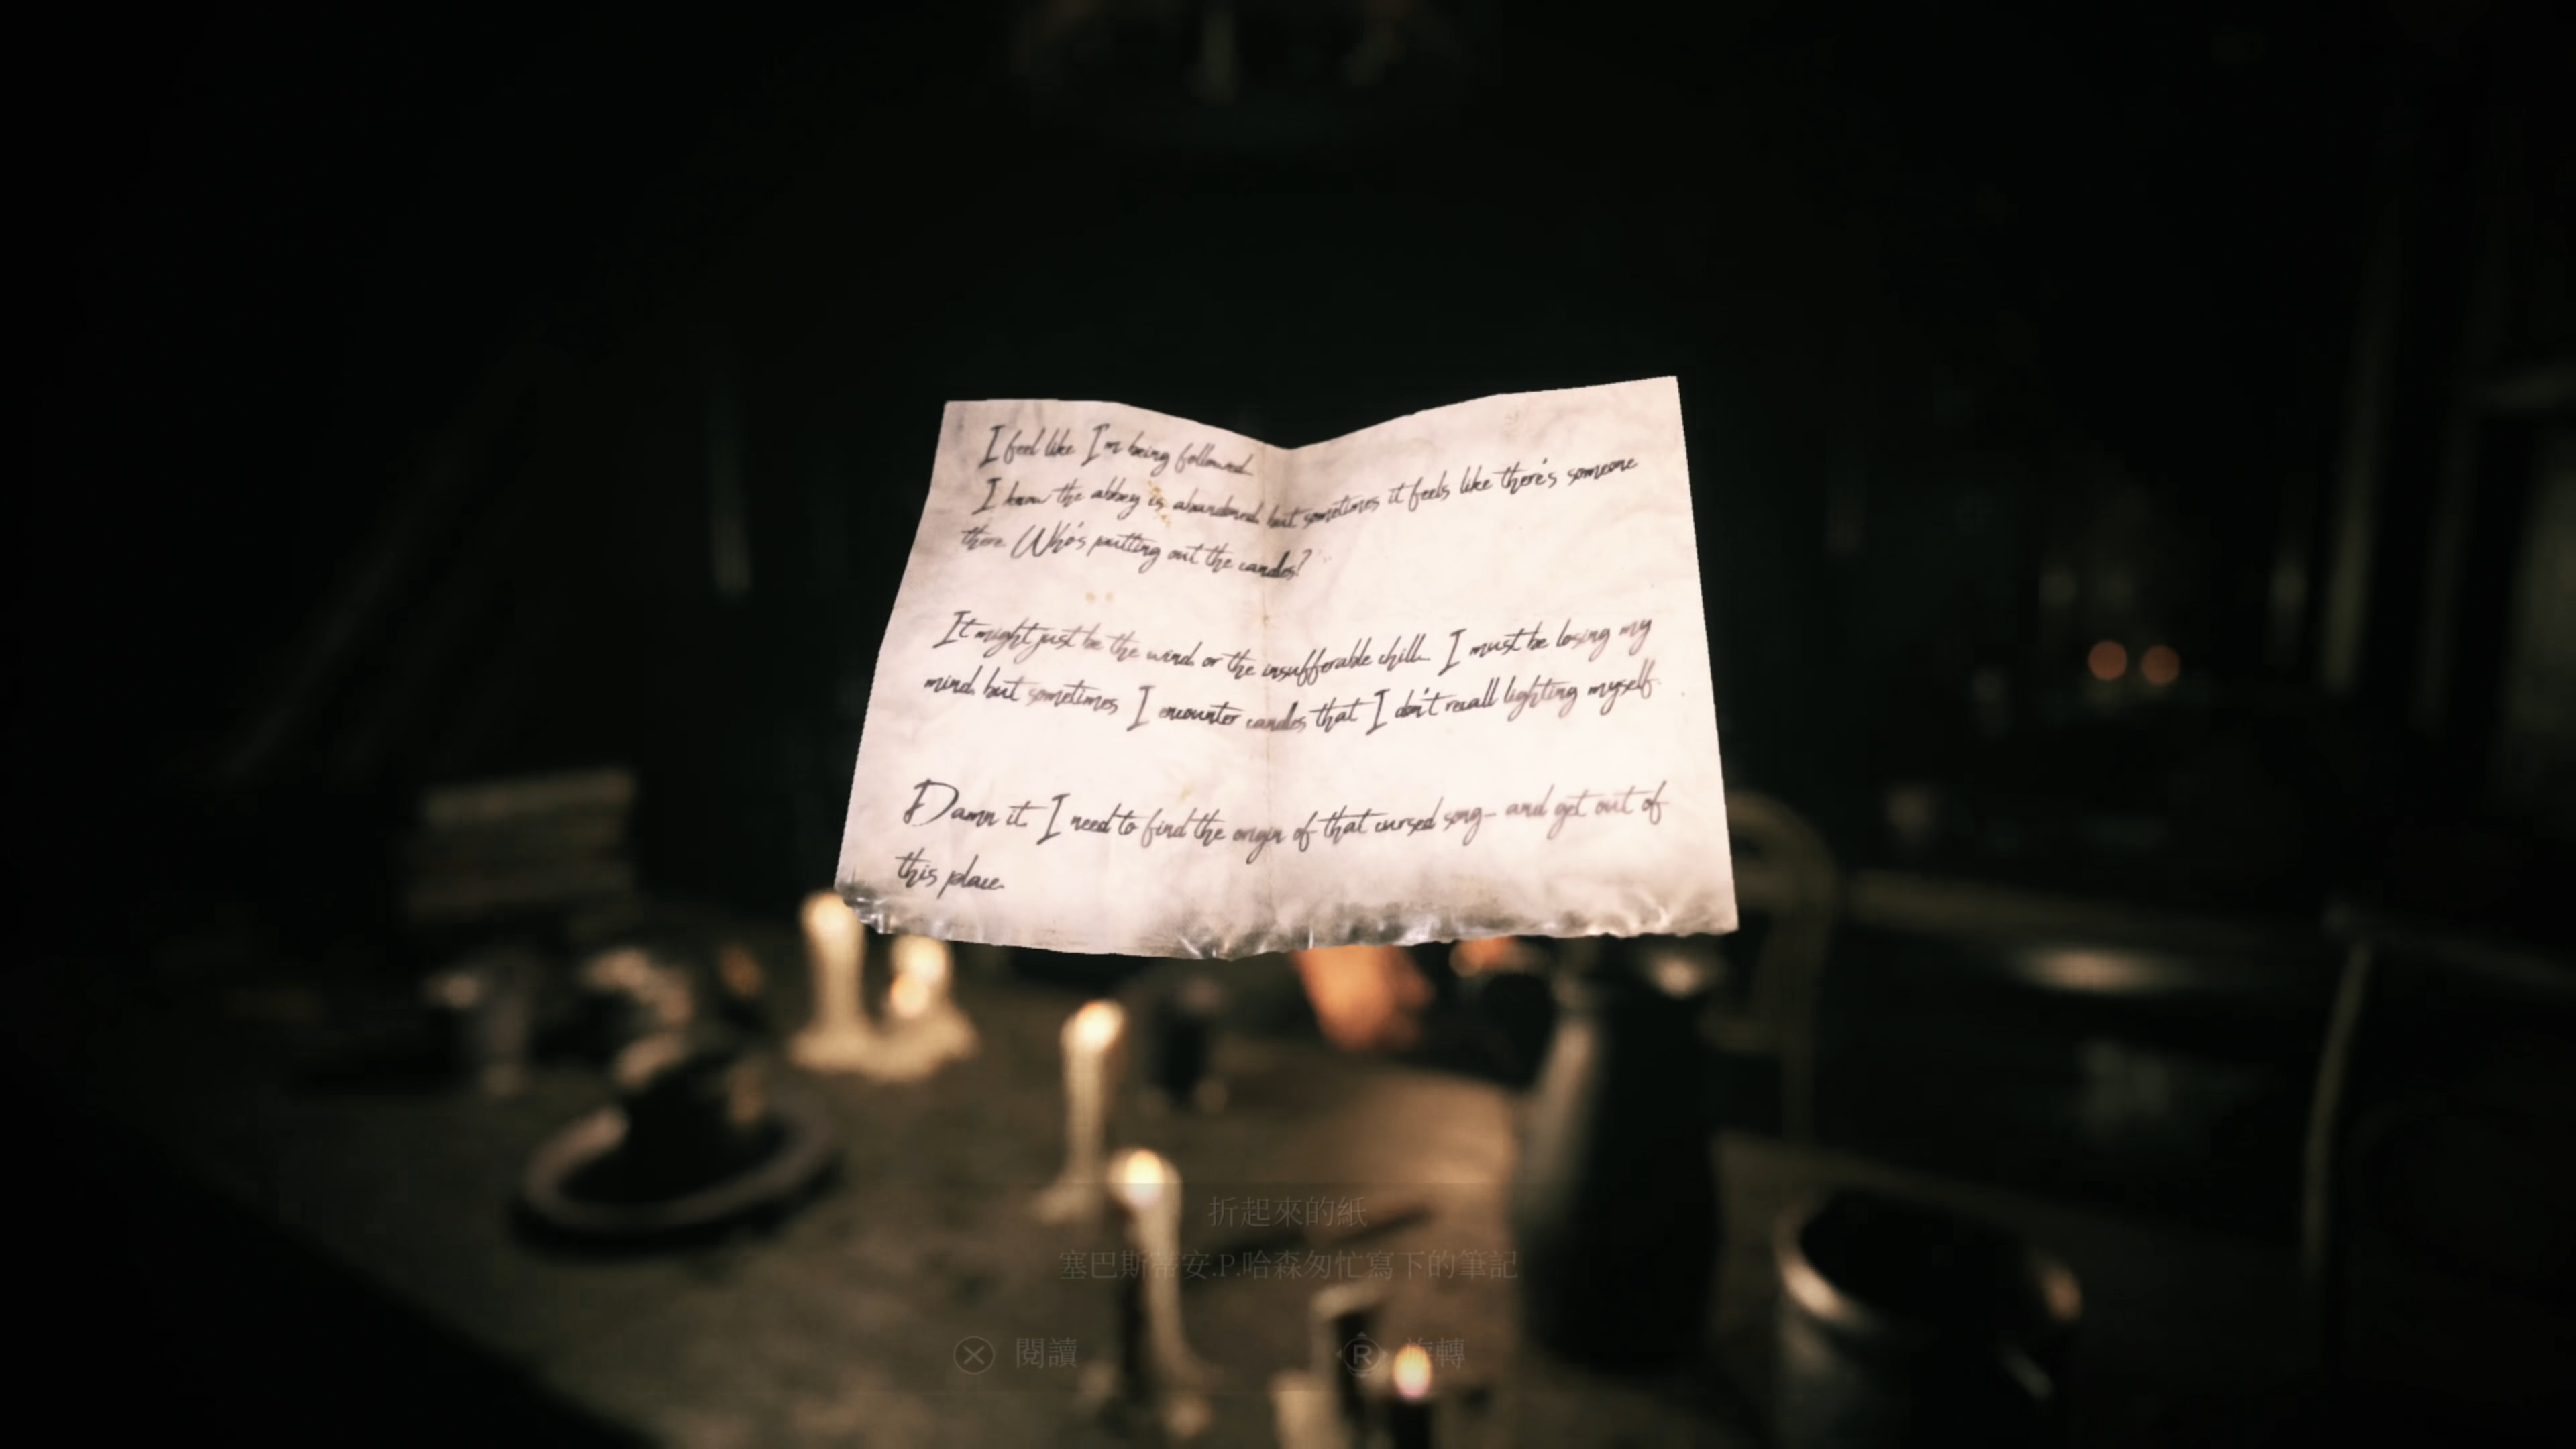 I feel like I'm being followed.
I know the abbey is abandoned, but sometimes it feels like there's someone
there. Who's putting out the candles?
It might just be the wind, or the insufferable chill... I must be losing my
mind, but sometimes I encounter candles that I don't recall lighting myself.
Damn it. I need to find the origin of that cursed song- and get out of
this place.
折起來的紙
塞巴斯蒂安.P.哈森匆忙寫下的筆記
閱讀
R 旋轉